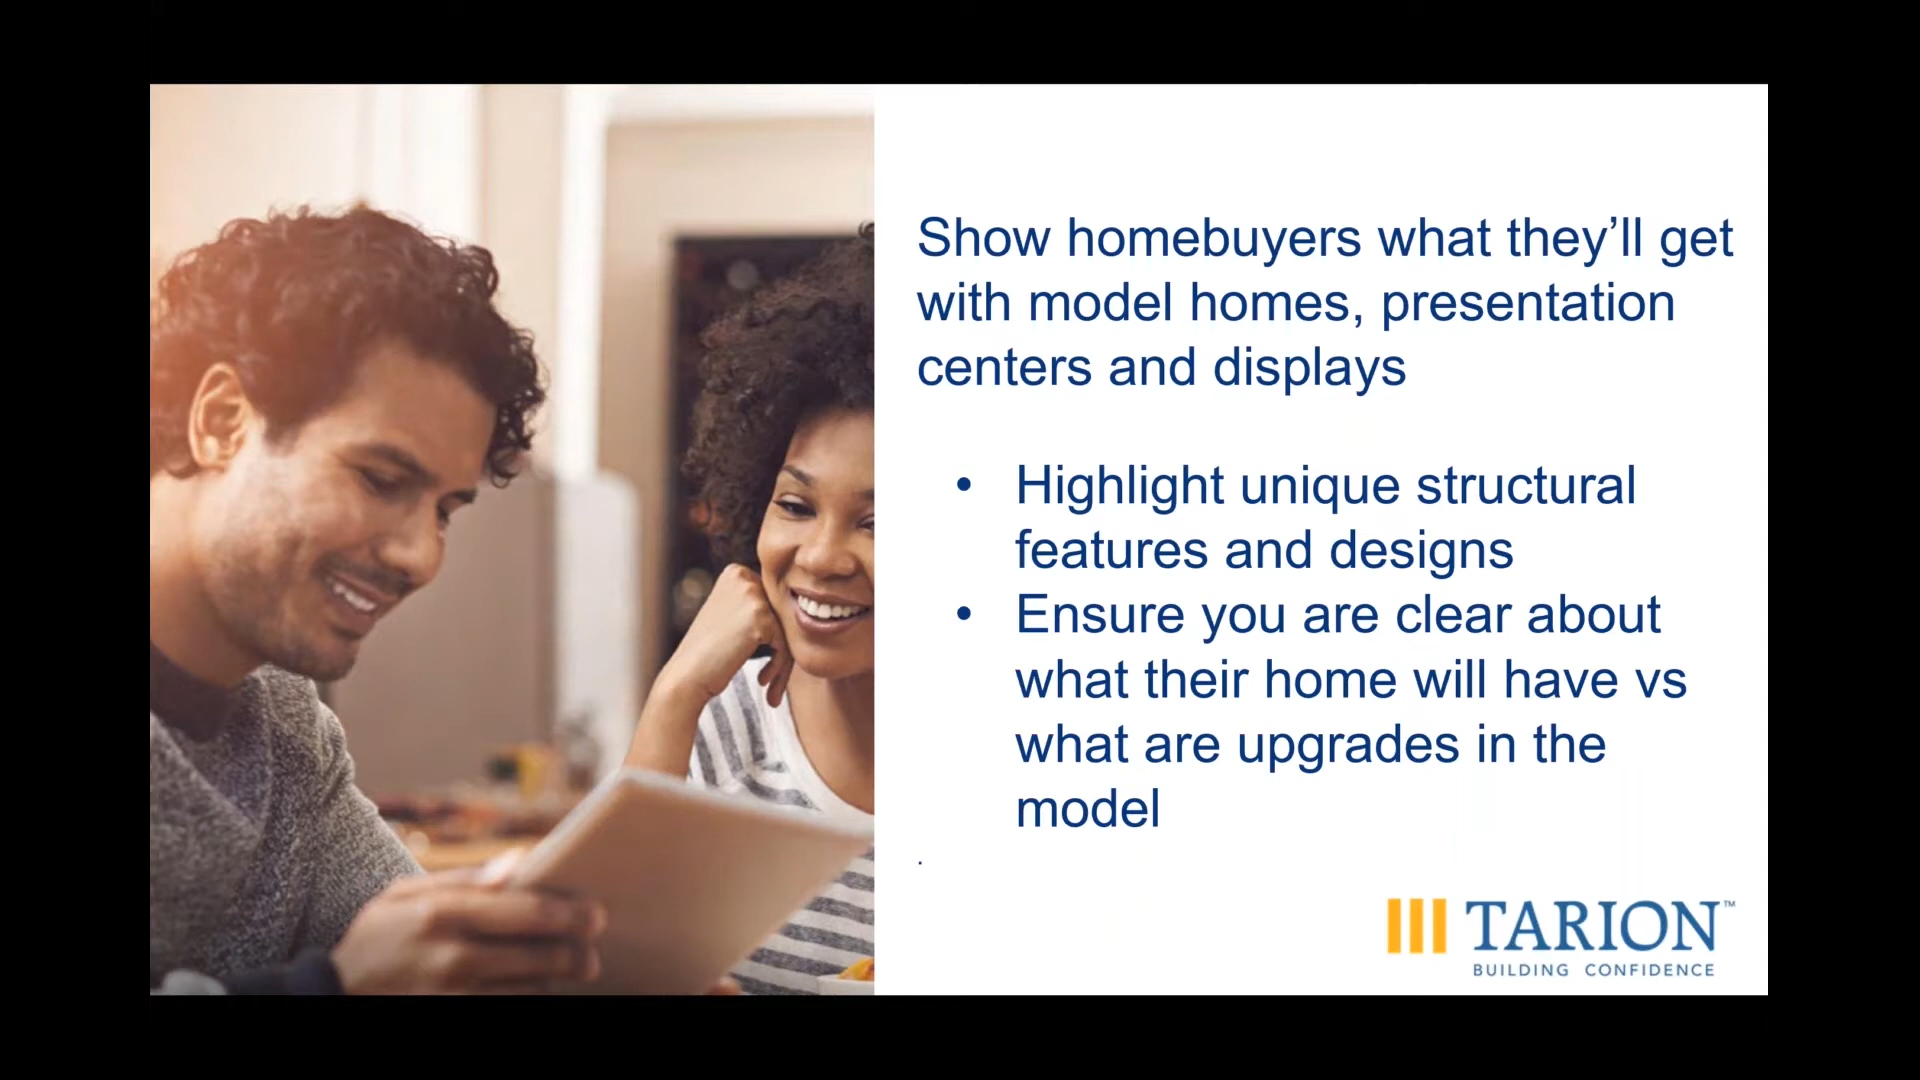 Show homebuyers what they’ll get
with model homes, presentation
centers and displays
• Highlight unique structural
features and designs
• Ensure you are clear about
what their home will have vs
what are upgrades in the
model
.
TARION™
BUILDING CONFIDENCE